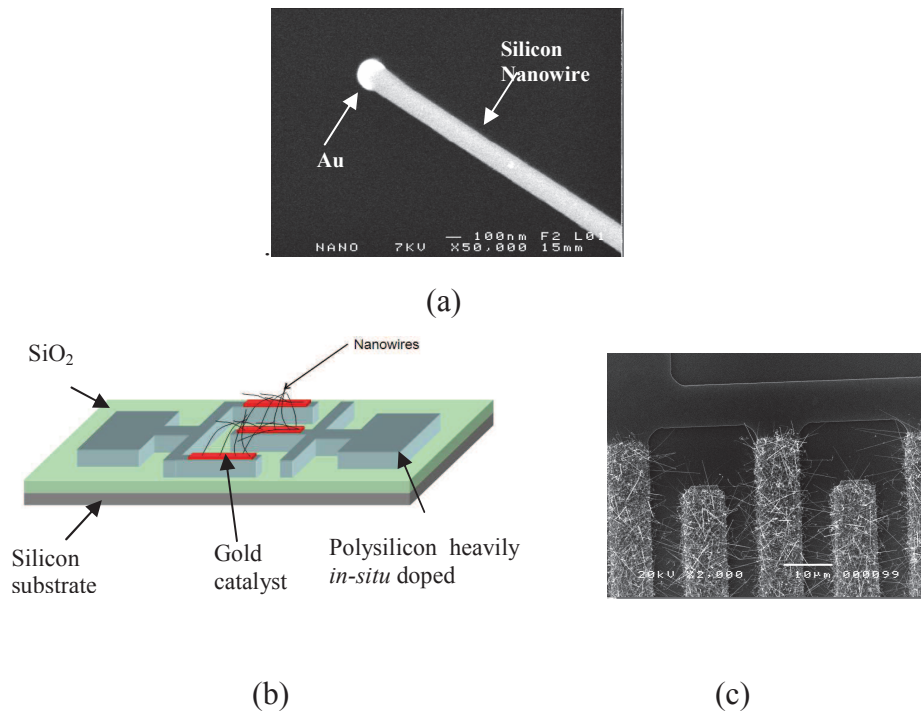 Silicon
Nanowire
Au
100nm F2 L01
NANO 7KV X50,000 15mm
(a)
Nanowires
SiO2
Silicon
substrate
Gold
catalyst
Polysilicon heavily
in-situ doped
20kV X2,000 10μm 000099
(b)
(c)